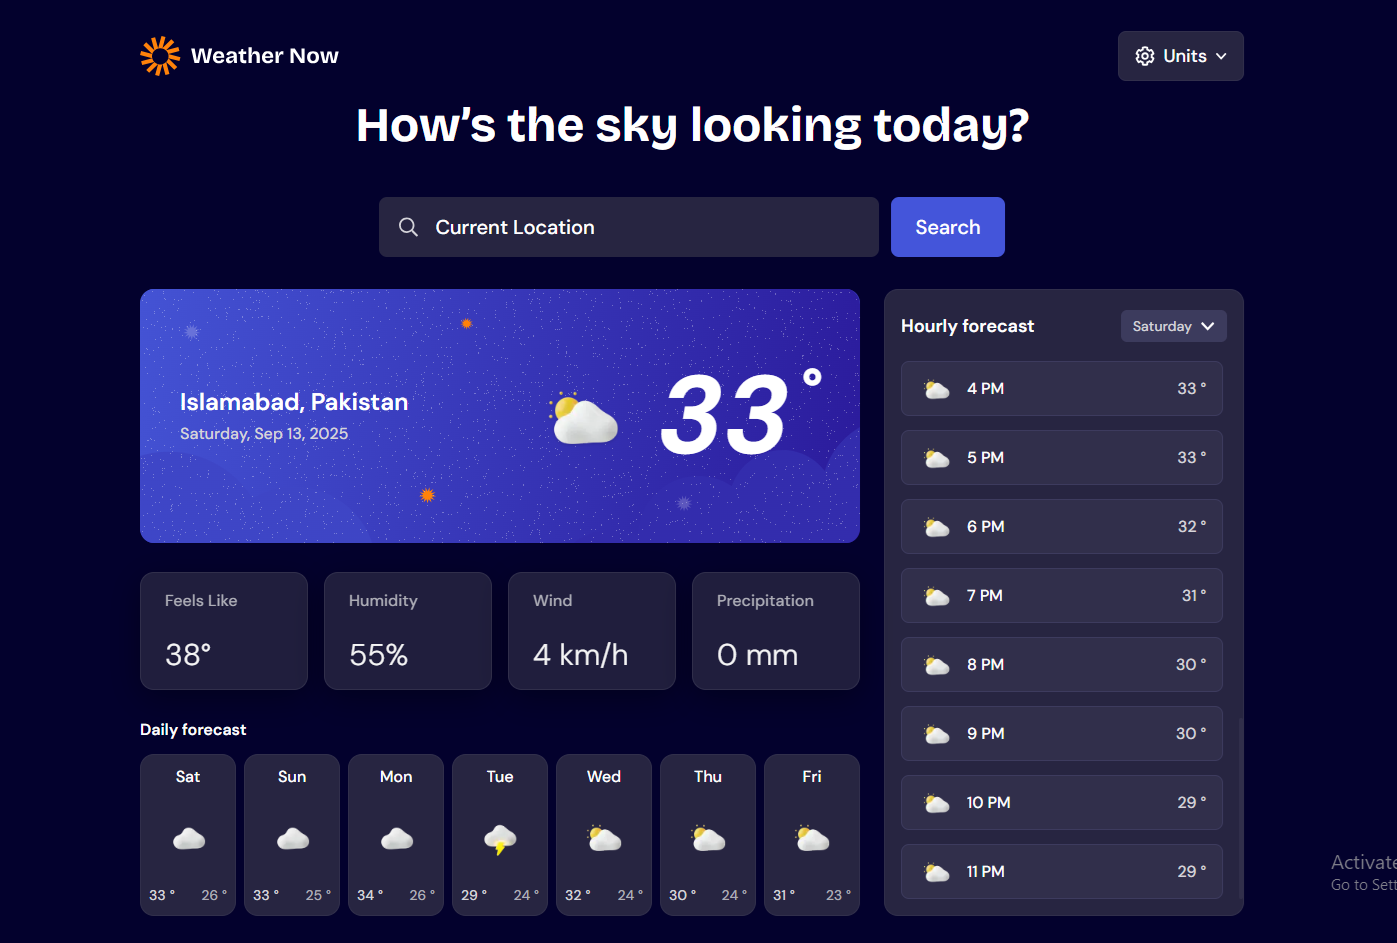 Weather Now
Units
How's the sky looking today?
Current Location
Search
Islamabad, Pakistan
Saturday, Sep 13, 2025
33°
Feels Like
38°
Humidity
55%
Wind
4 km/h
Precipitation
0 mm
Daily forecast
Sat
33 ° 26 °
Sun
33 ° 25 °
Mon
34 ° 26 °
Tue
29 ° 24 °
Wed
32 ° 24 °
Thu
30 ° 24 °
Fri
31 ° 23 °
Hourly forecast
Saturday
4 PM 33 °
5 PM 33 °
6 PM 32 °
7 PM 31 °
8 PM 30 °
9 PM 30 °
10 PM 29 °
11 PM 29 °
Activate
Go to Sett